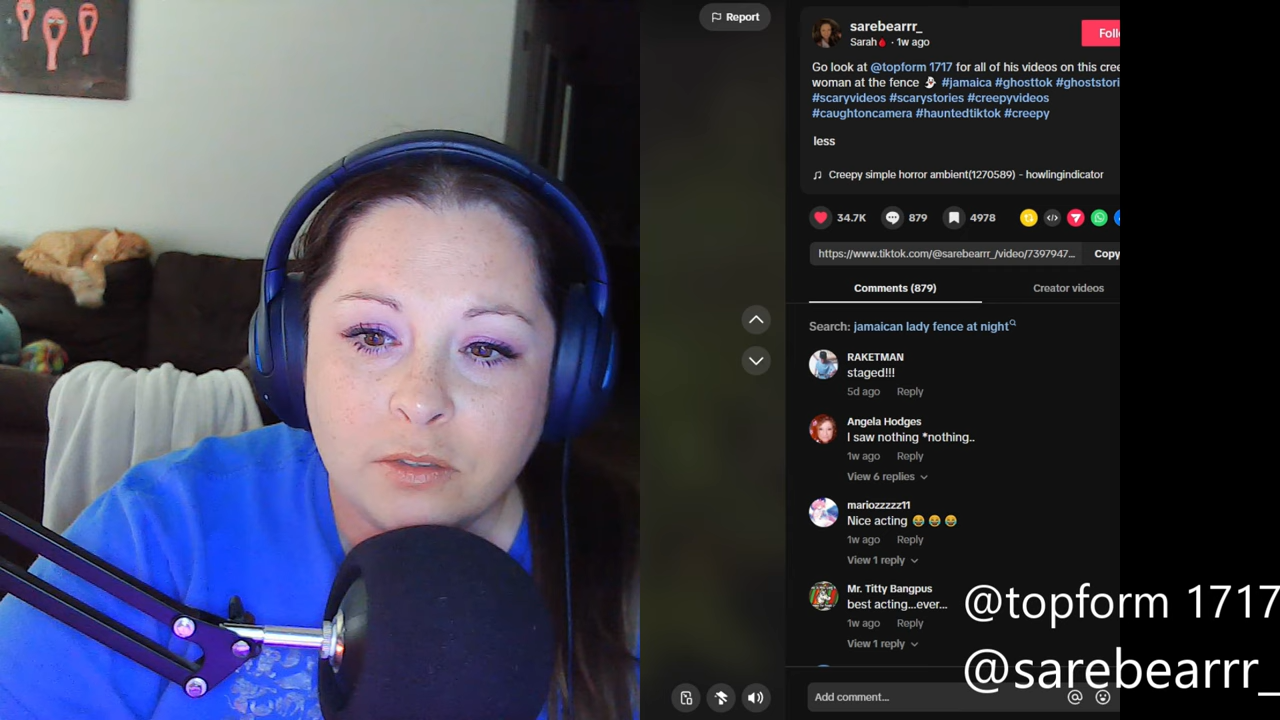 Report
sarebearrr_
Sarah · 1w ago
Go look at @topform 1717 for all of his videos on this cree
woman at the fence 👻 #jamaica #ghosttok #ghoststori
#scaryvideos #scarystories #creepyvideos
#caughtoncamera #hauntedtiktok #creepy
less
Creepy simple horror ambient(1270589) - howlingindicator
34.7K 879 4978
https://www.tiktok.com/@sarebearrr_/video/7397947... Copy
Comments (879) Creator videos
Search: jamaican lady fence at night
RAKETMAN
staged!!!
5d ago Reply
Angela Hodges
I saw nothing *nothing..
1w ago Reply
View 6 replies
mariozzzzz11
Nice acting 😂😂😂
1w ago Reply
View 1 reply
Mr. Titty Bangpus
best acting...ever...
1w ago Reply
View 1 reply
@topform 1717
@sarebearrr_
Add comment...